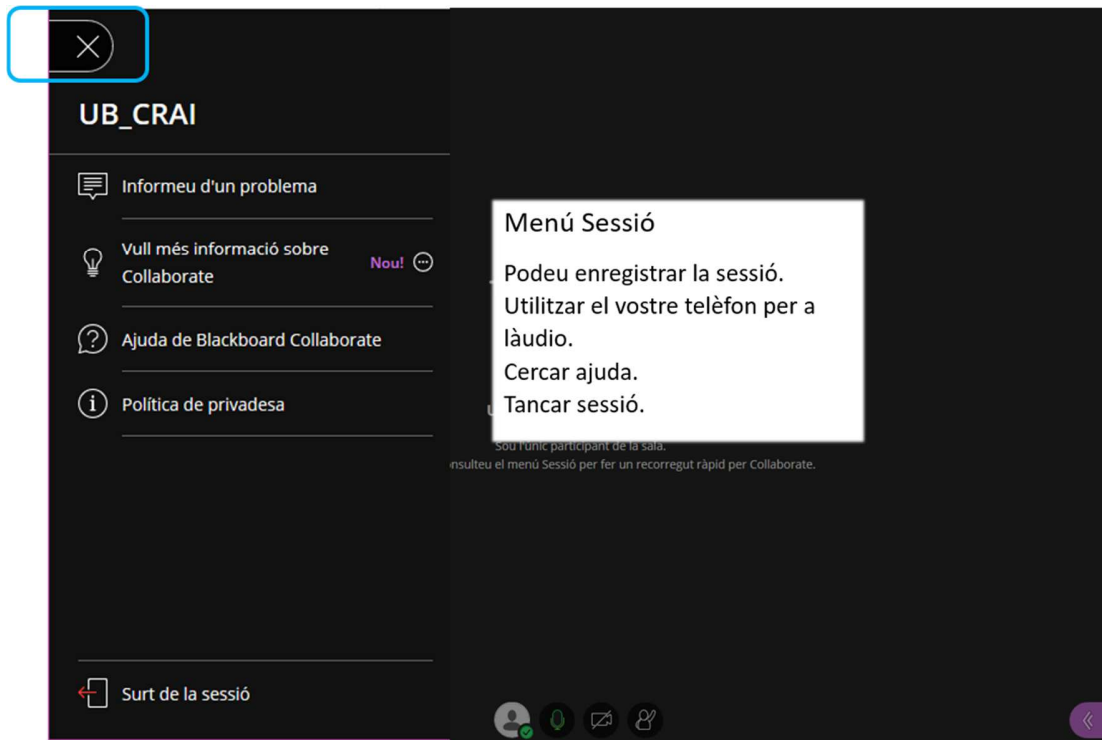 UB_CRAI
Informeu d'un problema
Vull més informació sobre
Collaborate
Nou!
Ajuda de Blackboard Collaborate
Política de privadesa
Surt de la sessió
Menú Sessió
Podeu enregistrar la sessió.
Utilitzar el vostre telèfon per a
làudio.
Cercar ajuda.
Tancar sessió.
Sou l'únic participant de la sala.
el menú Sessió per fer un recorregut ràpid per Collaborate.